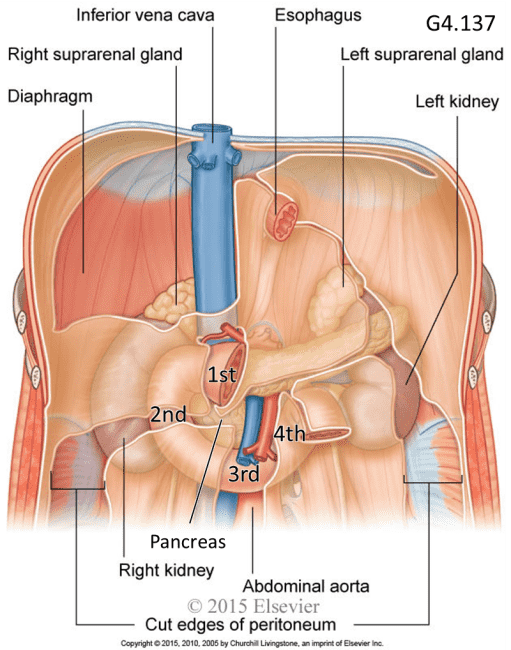 Inferior vena cava
Esophagus
G4.137
Right suprarenal gland
Left suprarenal gland
Diaphragm
Left kidney
1st
2nd
4th
3rd
Pancreas
Right kidney
Abdominal aorta
© 2015 Elsevier
Cut edges of peritoneum
Copyright © 2015, 2010, 2005 by Churchill Livingstone, an imprint of Elsevier Inc.